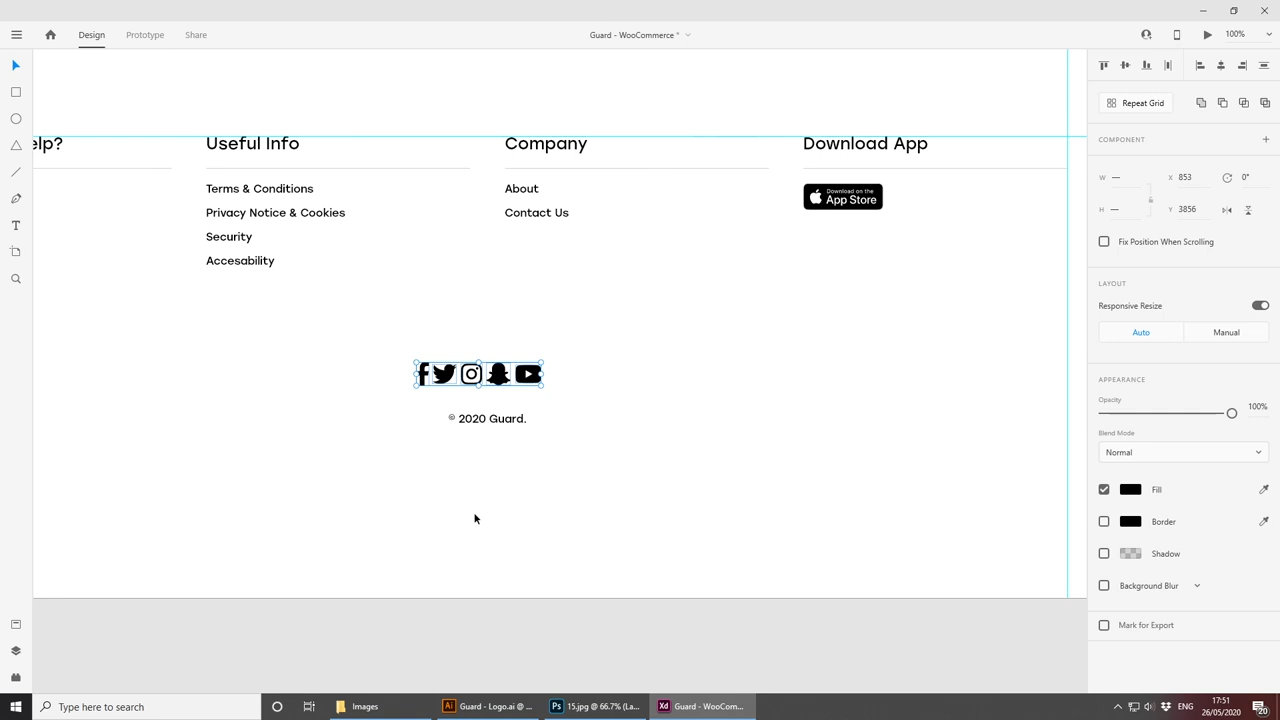 Design Prototype Share Guard - WooCommerce * 100%
Repeat Grid
elp? Useful Info Company Download App
COMPONENT
W — X 853 0°
Terms & Conditions About Download on the App Store
Privacy Notice & Cookies Contact Us
H — Y 3856
Security
Fix Position When Scrolling
Accesability
LAYOUT
Responsive Resize
Auto Manual
APPEARANCE
Opacity 100%
© 2020 Guard.
Blend Mode
Normal
Fill
Border
Shadow
Background Blur
Mark for Export
Type here to search Images Guard - Logo.ai @ ... 15.jpg @ 66.7% (La... Guard - WooCom... ENG 17:51
26/05/2020 20